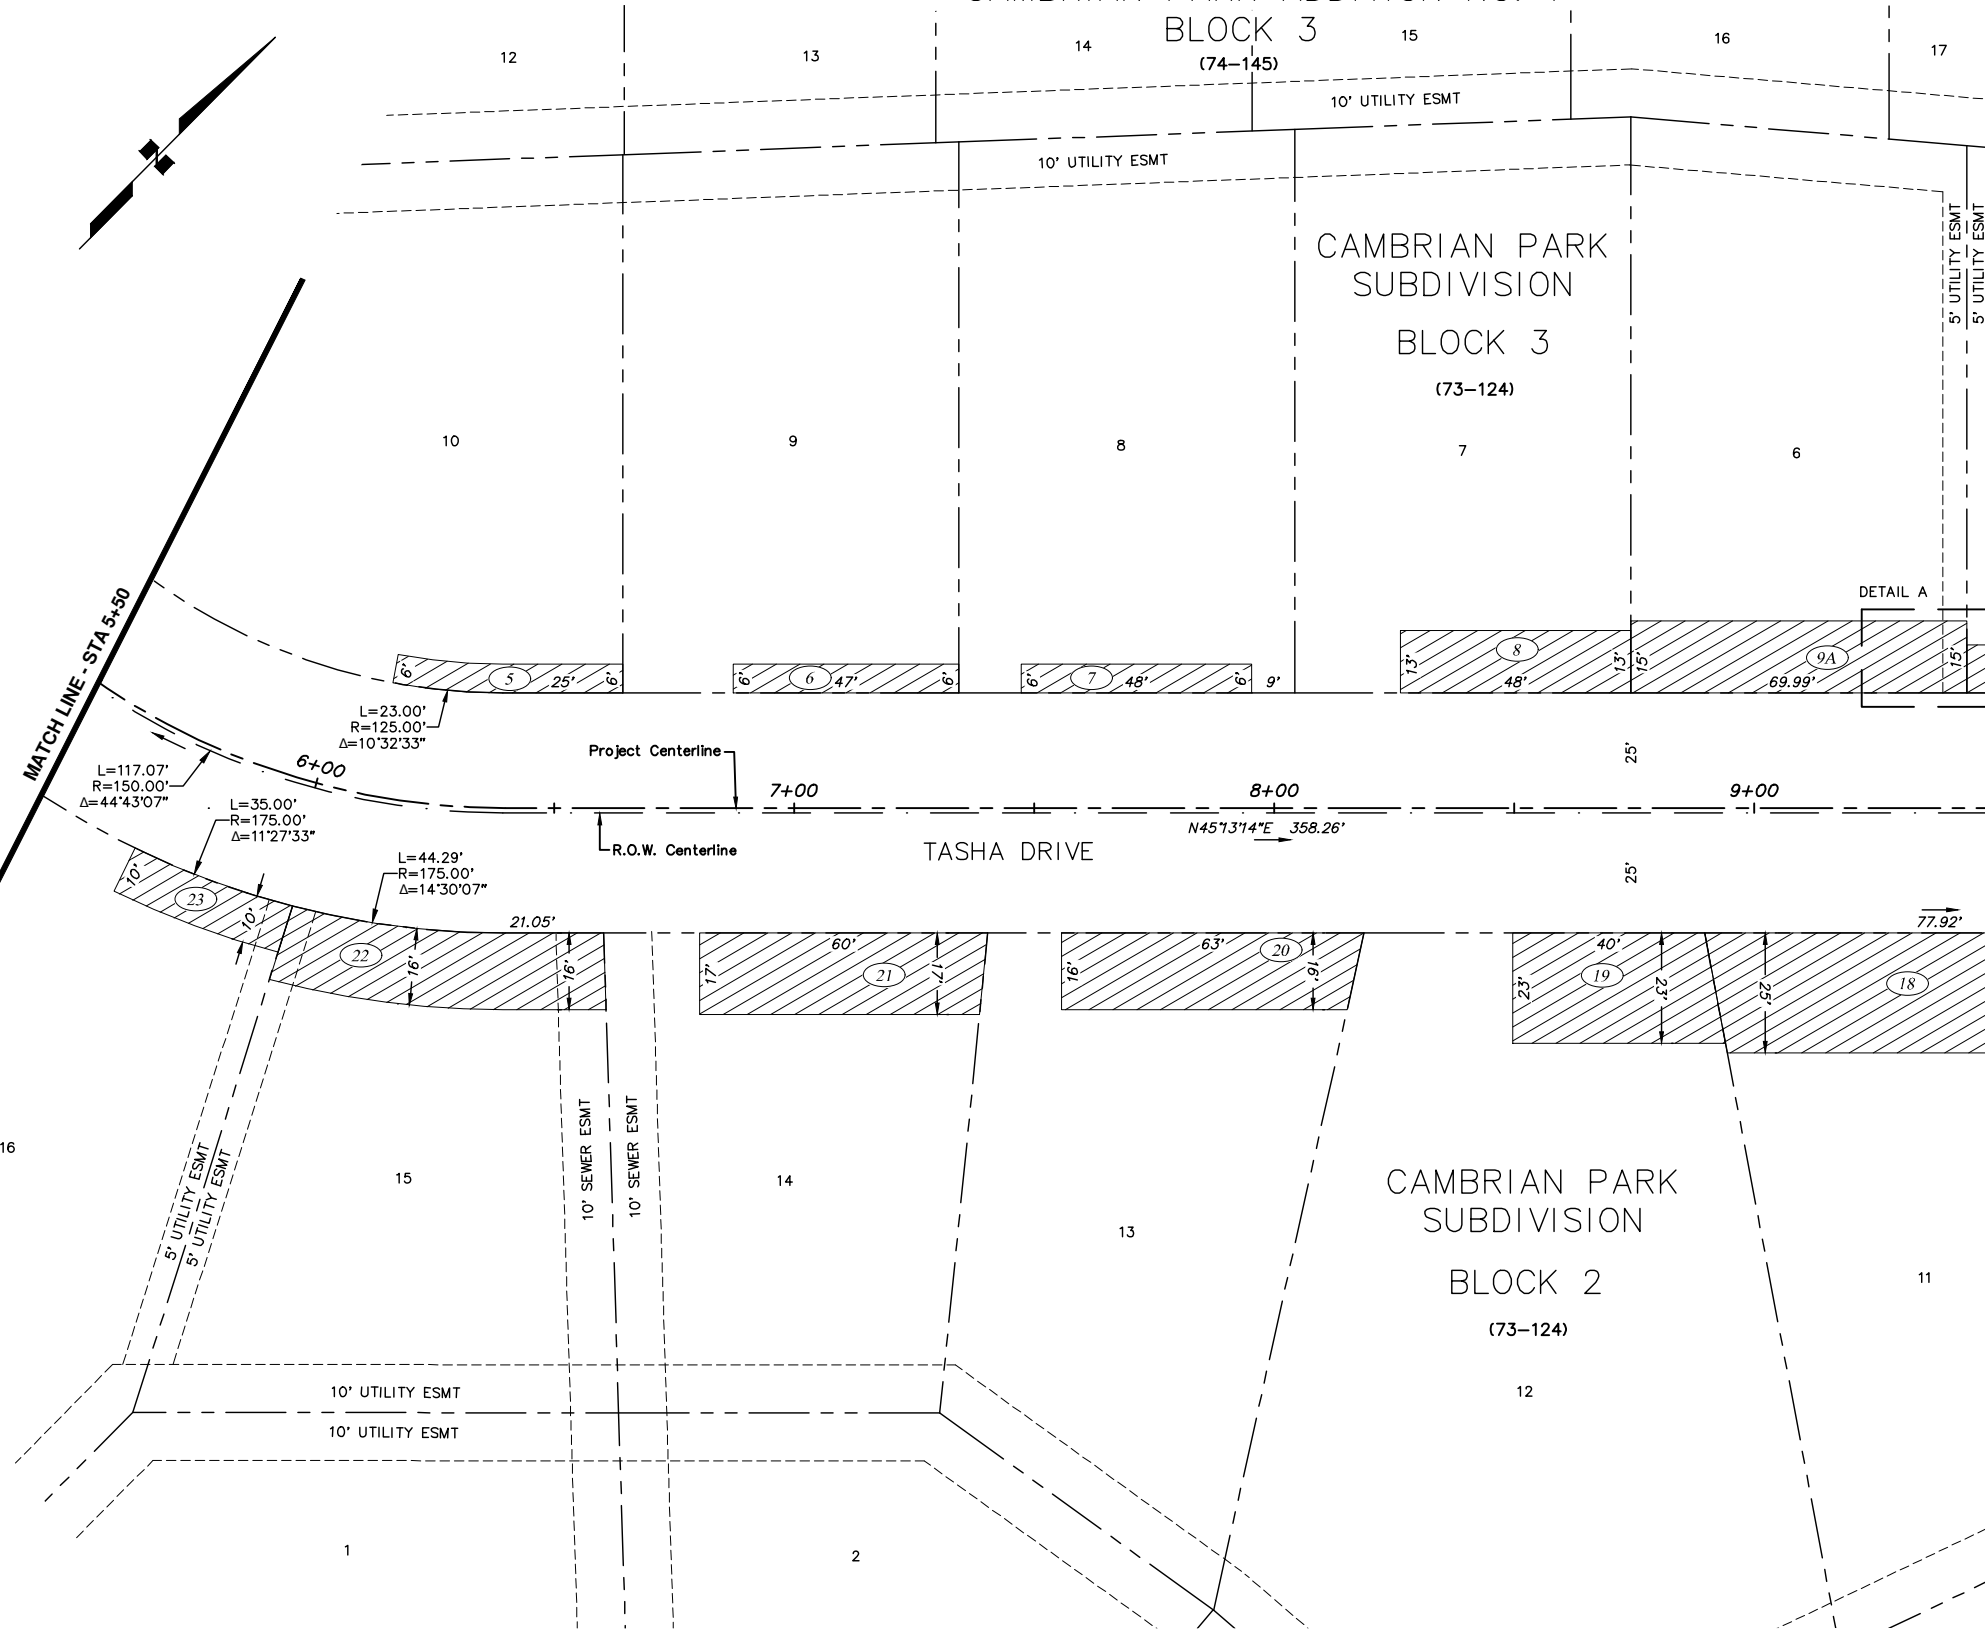 BLOCK 3
(74-145)
12
13
14
15
16
17
10' UTILITY ESMT
10' UTILITY ESMT
N
CAMBRIAN PARK
SUBDIVISION
BLOCK 3
(73-124)
5' UTILITY ESMT
5' UTILITY ESMT
10
9
8
7
6
DETAIL A
MATCH LINE - STA 5+50
6'
5
25'
6'
6'
6
47'
6'
6'
7
48'
6'
9'
13'
8
48'
13'
15'
9A
69.99'
15'
L=23.00'
R=125.00'
Δ=10°32'33"
L=117.07'
R=150.00'
Δ=44°43'07"
6+00
Project Centerline
7+00
8+00
9+00
25'
L=35.00'
R=175.00'
Δ=11°27'33"
L=44.29'
R=175.00'
Δ=14°30'07"
R.O.W. Centerline
TASHA DRIVE
N45°13'14"E 358.26'
25'
10'
23
10'
22
16'
21.05'
16'
17'
60'
21
17'
16'
63'
20
16'
23'
40'
19
23'
25'
18
77.92'
16
15
14
13
12
11
5' UTILITY ESMT
5' UTILITY ESMT
10' SEWER ESMT
10' SEWER ESMT
CAMBRIAN PARK
SUBDIVISION
BLOCK 2
(73-124)
10' UTILITY ESMT
10' UTILITY ESMT
1
2